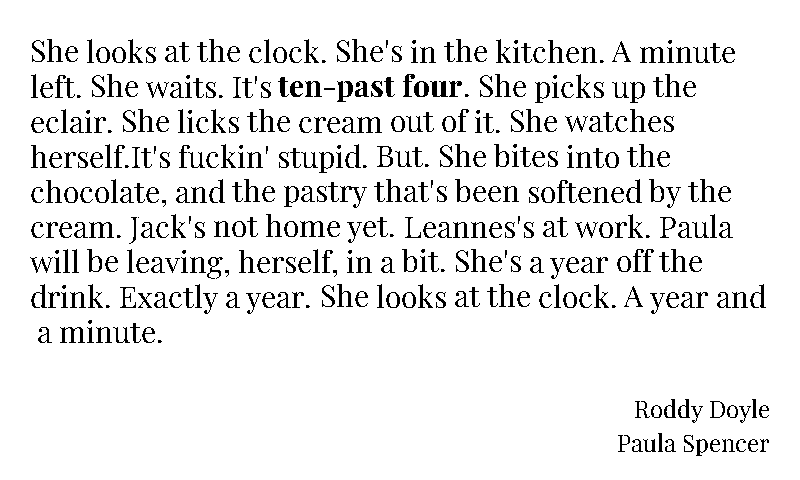 She looks at the clock. She's in the kitchen. A minute
left. She waits. It's ten-past four. She picks up the
eclair. She licks the cream out of it. She watches
herself.It's fuckin' stupid. But. She bites into the
chocolate, and the pastry that's been softened by the
cream. Jack's not home yet. Leannes's at work. Paula
will be leaving, herself, in a bit. She's a year off the
drink. Exactly a year. She looks at the clock. A year and
a minute.
Roddy Doyle
Paula Spencer